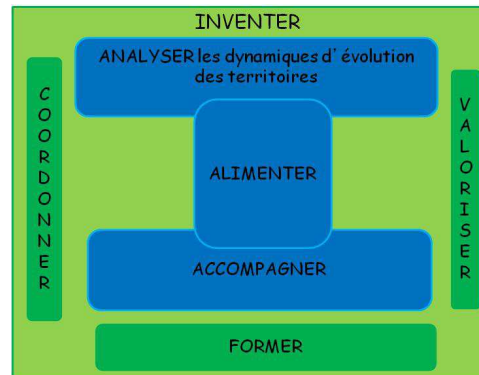 INVENTER
ANALYSER les dynamiques d'évolution
des territoires
COORDONNER
VALORISER
ALIMENTER
ACCOMPAGNER
FORMER